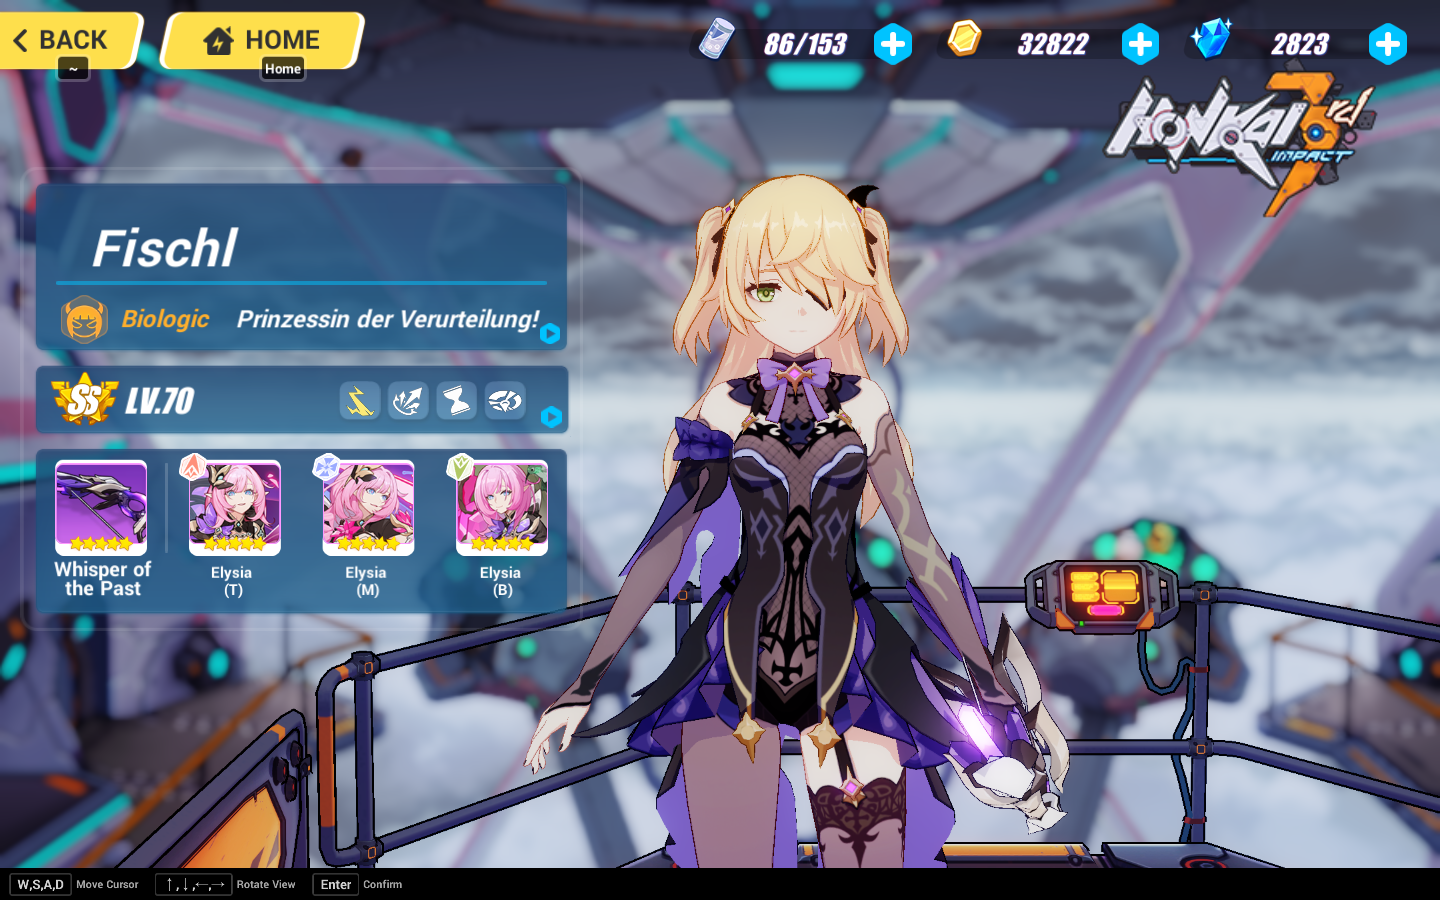 BACK
~
HOME
Home
86/153
32822
2823
HONKAI 3rd
IMPACT
Fischl
Biologic Prinzessin der Verurteilung!
SS LV.70
Whisper of
the Past
Elysia
(T)
Elysia
(M)
Elysia
(B)
W,S,A,D Move Cursor ↑,↓,←,→ Rotate View Enter Confirm